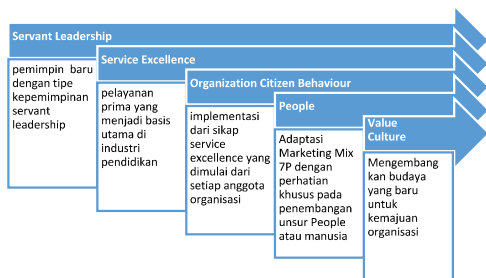 Servant Leadership
pemimpin baru
dengan tipe
kepemimpinan
servant
leadership
Service Excellence
pelayanan
prima yang
menjadi basis
utama di
industri
pendidikan
Organization Citizen Behaviour
implementasi
dari sikap
service
excellence yang
dimulai dari
setiap anggota
organisasi
People
Adaptasi
Marketing Mix
7P dengan
perhatian
khusus pada
penembangan
unsur People
atau manusia
Value
Culture
Mengembang
kan budaya
yang baru
untuk
kemajuan
organisasi